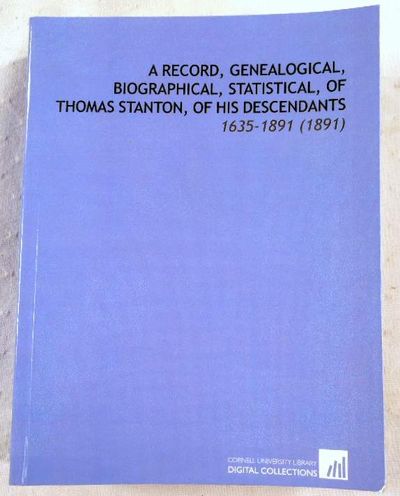 A RECORD, GENEALOGICAL,
BIOGRAPHICAL, STATISTICAL, OF
THOMAS STANTON, OF HIS DESCENDANTS
1635-1891 (1891)
CORNELL UNIVERSITY LIBRARY
DIGITAL COLLECTIONS